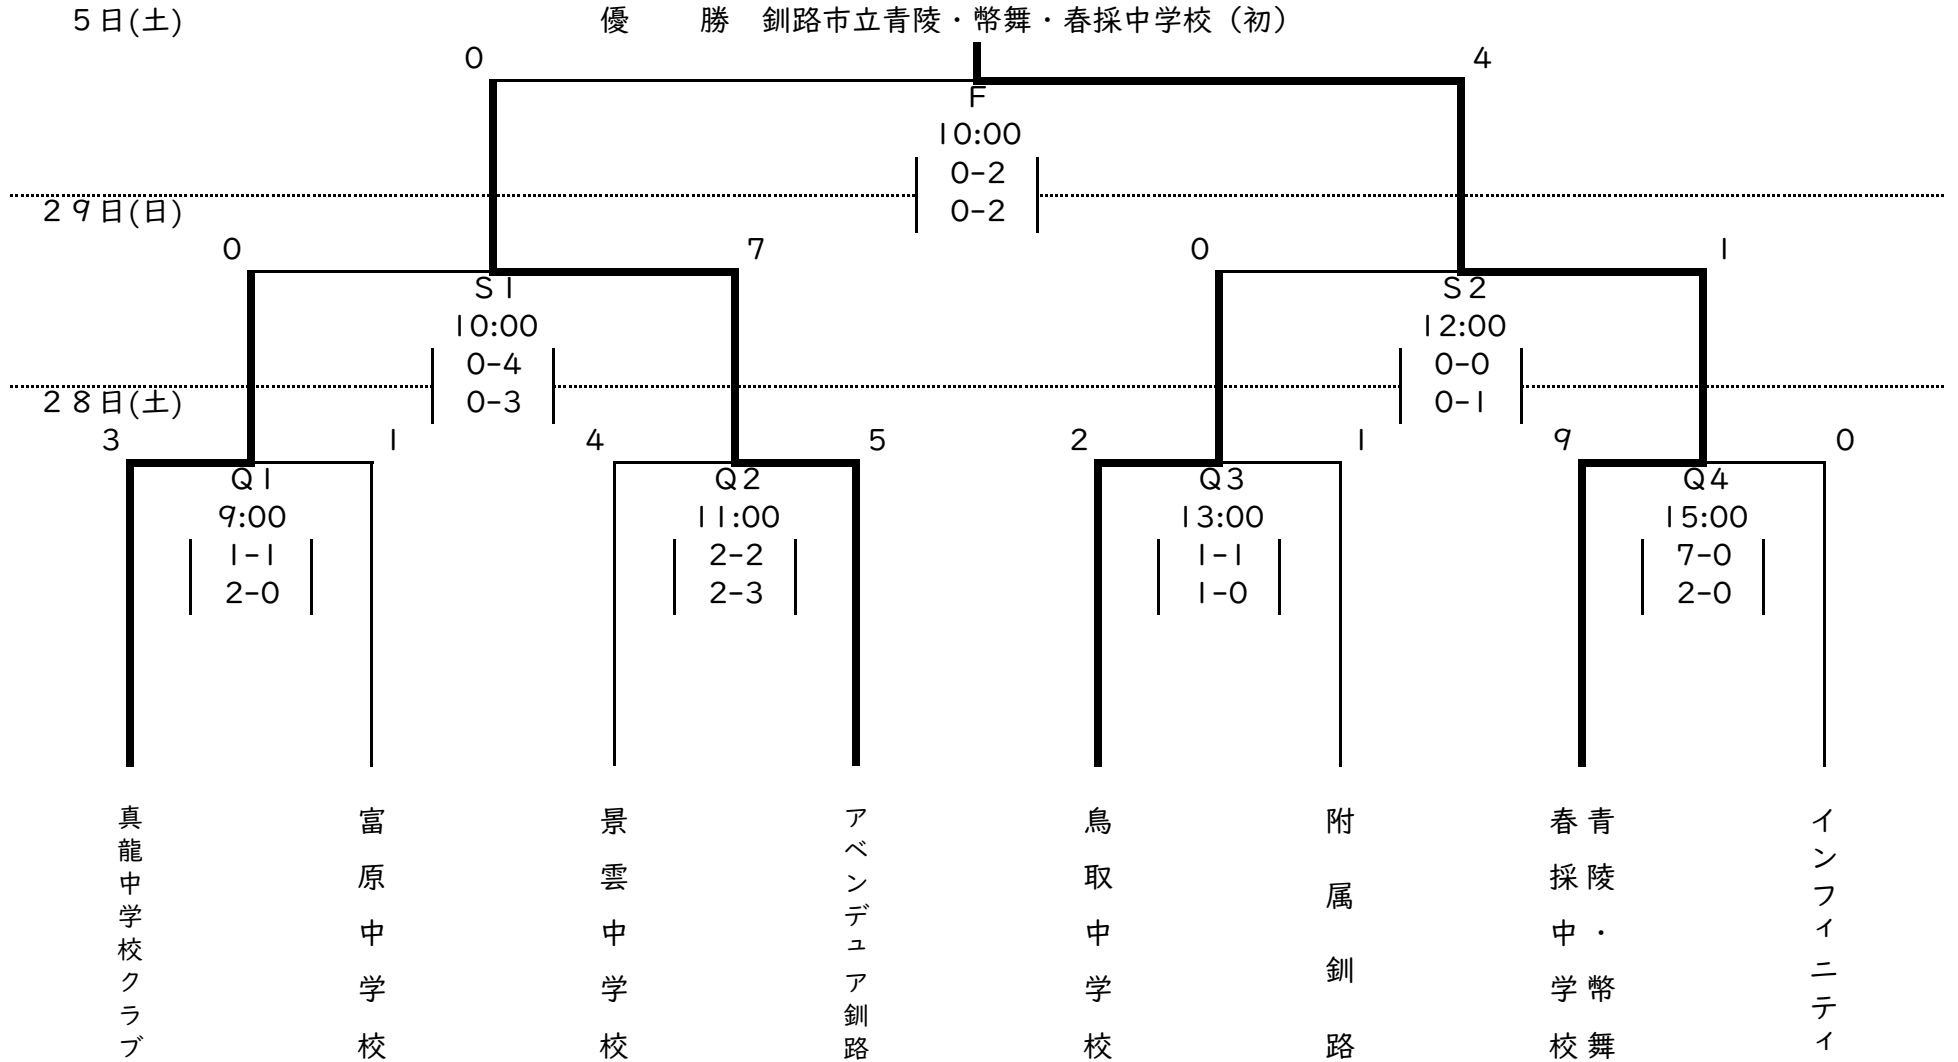 5日(土)
優　　勝　釧路市立青陵・幣舞・春採中学校（初）
0
4
F
10:00
0-2
0-2
29日(日)
0
7
0
1
S1
10:00
0-4
0-3
S2
12:00
0-0
0-1
28日(土)
3
1
4
5
2
1
9
0
Q1
9:00
1-1
2-0
Q2
11:00
2-2
2-3
Q3
13:00
1-1
1-0
Q4
15:00
7-0
2-0
真龍中学校クラブ
富原中学校
景雲中学校
アベンデュア釧路
鳥取中学校
附属釧路
青陵・幣舞
春採中学校
インフィニティ